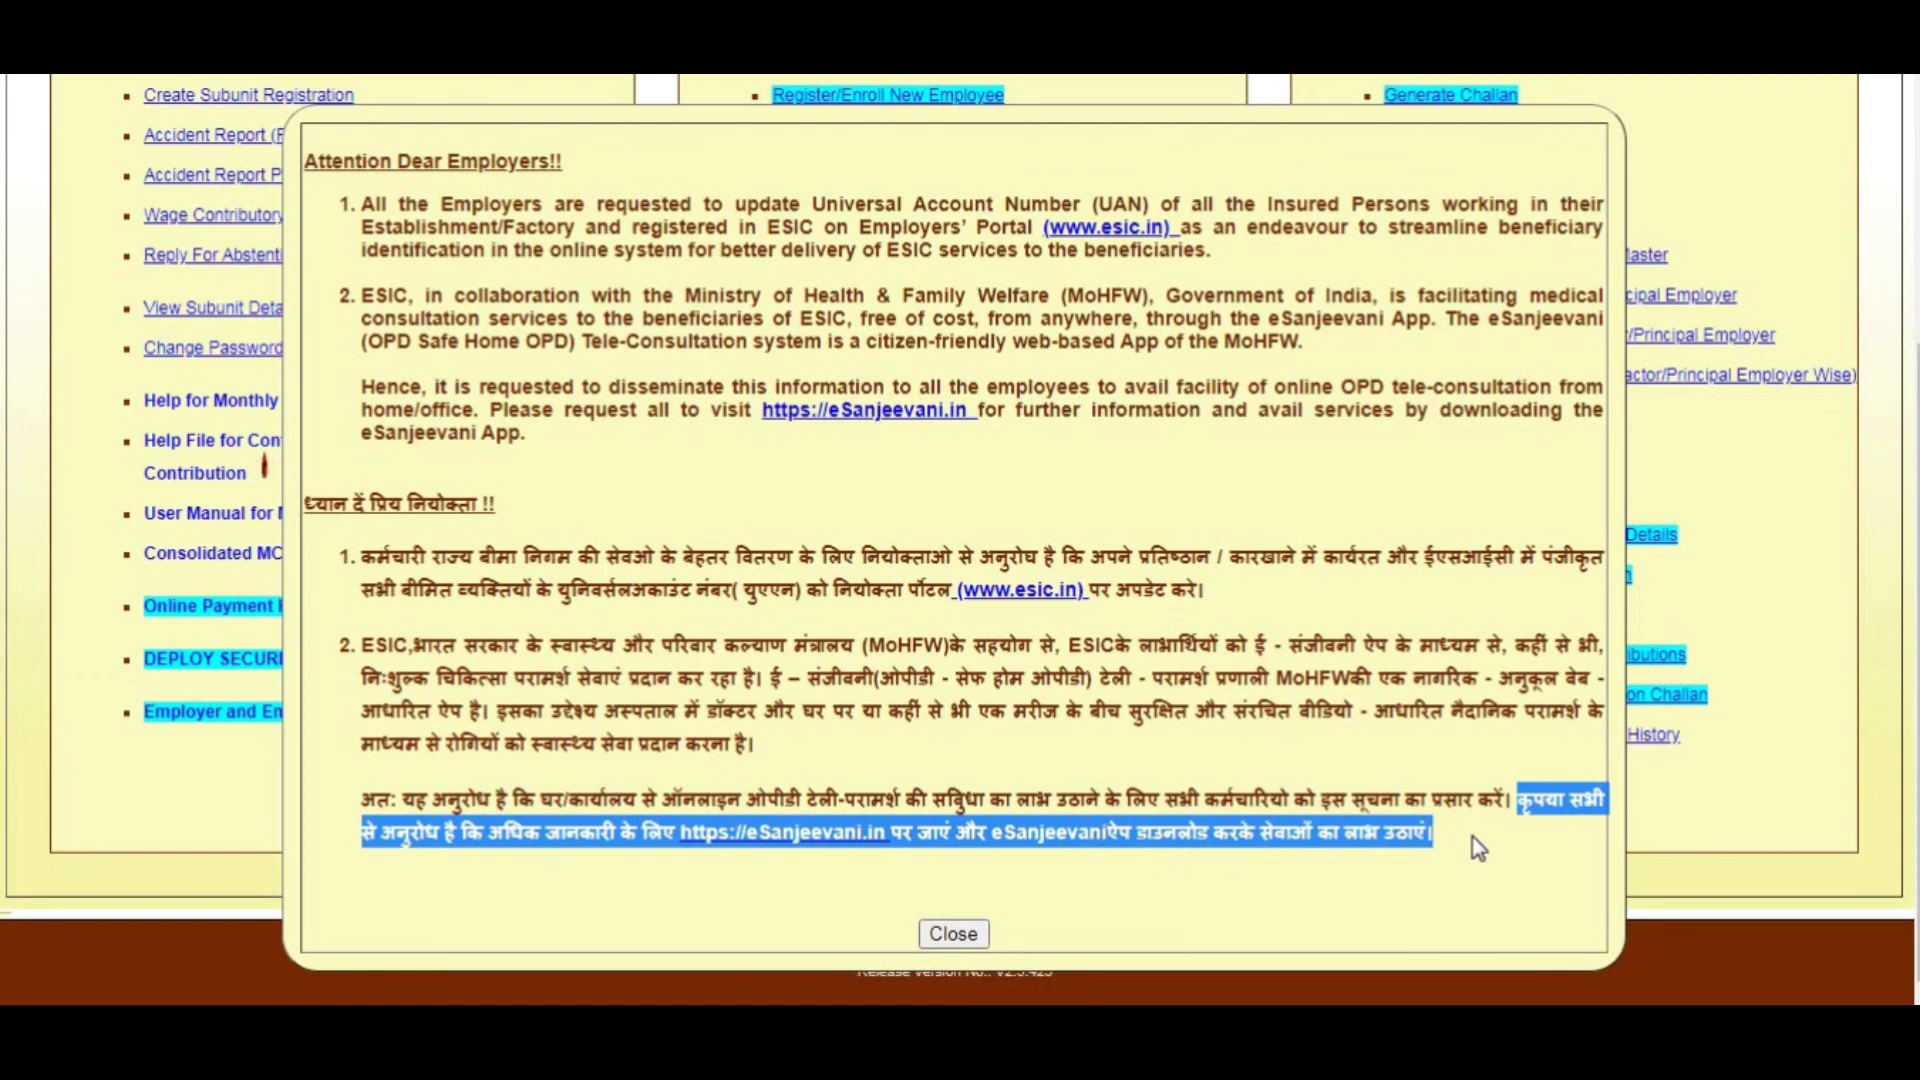 Create Subunit Registration
Register/Enroll New Employee
Generate Challan
Accident Report
Accident Report
Wage Contributory
Reply For
View Subunit
Change Password
Help for Monthly
Help File for
Contribution
User Manual for
Consolidated
Online Payment
DEPLOY
Employer and
Attention Dear Employers!!
1. All the Employers are requested to update Universal Account Number (UAN) of all the Insured Persons working in their
Establishment/Factory and registered in ESIC on Employers' Portal (www.esic.in) as an endeavour to streamline beneficiary
identification in the online system for better delivery of ESIC services to the beneficiaries.
2. ESIC, in collaboration with the Ministry of Health & Family Welfare (MoHFW), Government of India, is facilitating medical
consultation services to the beneficiaries of ESIC, free of cost, from anywhere, through the eSanjeevani App. The eSanjeevani
(OPD Safe Home OPD) Tele-Consultation system is a citizen-friendly web-based App of the MoHFW.
Hence, it is requested to disseminate this information to all the employees to avail facility of online OPD tele-consultation from
home/office. Please request all to visit https://eSanjeevani.in for further information and avail services by downloading the
eSanjeevani App.
ध्यान दें प्रिय नियोक्ता !!
1. कर्मचारी राज्य बीमा निगम की सेवओ के बेहतर वितरण के लिए नियोक्ताओ से अनुरोध है कि अपने प्रतिष्ठान / कारखाने में कार्यरत और ईएसआईसी में पंजीकृत
सभी बीमित व्यक्तियों के युनिवर्सलअकाउंट नंबर( युएएन) को नियोक्ता पोर्टल (www.esic.in) पर अपडेट करे।
2. ESIC,भारत सरकार के स्वास्थ्य और परिवार कल्याण मंत्रालय (MoHFW)के सहयोग से, ESICके लाभार्थियों को ई - संजीवनी ऐप के माध्यम से, कहीं से भी,
निःशुल्क चिकित्सा परामर्श सेवाएं प्रदान कर रहा है। ई – संजीवनी(ओपीडी - सेफ होम ओपीडी) टेली - परामर्श प्रणाली MoHFWकी एक नागरिक - अनुकूल वेब -
आधारित ऐप है। इसका उद्देश्य अस्पताल में डॉक्टर और घर पर या कहीं से भी एक मरीज के बीच सुरक्षित और संरचित वीडियो - आधारित नैदानिक परामर्श के
माध्यम से रोगियों को स्वास्थ्य सेवा प्रदान करना है।
अत: यह अनुरोध है कि घर/कार्यालय से ऑनलाइन ओपीडी टेली-परामर्श की सुविधा का लाभ उठाने के लिए सभी कर्मचारियो को इस सूचना का प्रसार करें। कृपया सभी
से अनुरोध है कि अधिक जानकारी के लिए https://eSanjeevani.in पर जाएं और eSanjeevaniऐप डाउनलोड करके सेवाओं का लाभ उठाएं।
Close
Employer
/Principal Employer
/Principal Employer Wise)
Details
Challan
History
Release Version No.: V2.5.425